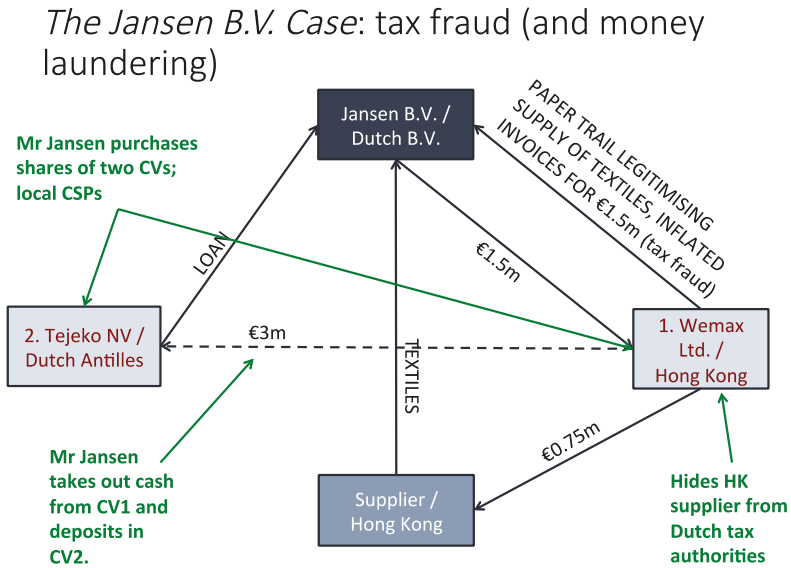 The Jansen B.V. Case: tax fraud (and money
laundering)
Jansen B.V. /
Dutch B.V.
Mr Jansen purchases
shares of two CVs;
local CSPs
PAPER TRAIL LEGITIMISING
SUPPLY OF TEXTILES, INFLATED
INVOICES FOR €1.5m (tax fraud)
LOAN
€1.5m
2. Tejeko NV /
Dutch Antilles
€3m
1. Wemax
Ltd. /
Hong Kong
TEXTILES
€0.75m
Mr Jansen
takes out cash
from CV1 and
deposits in
CV2.
Supplier /
Hong Kong
Hides HK
supplier from
Dutch tax
authorities